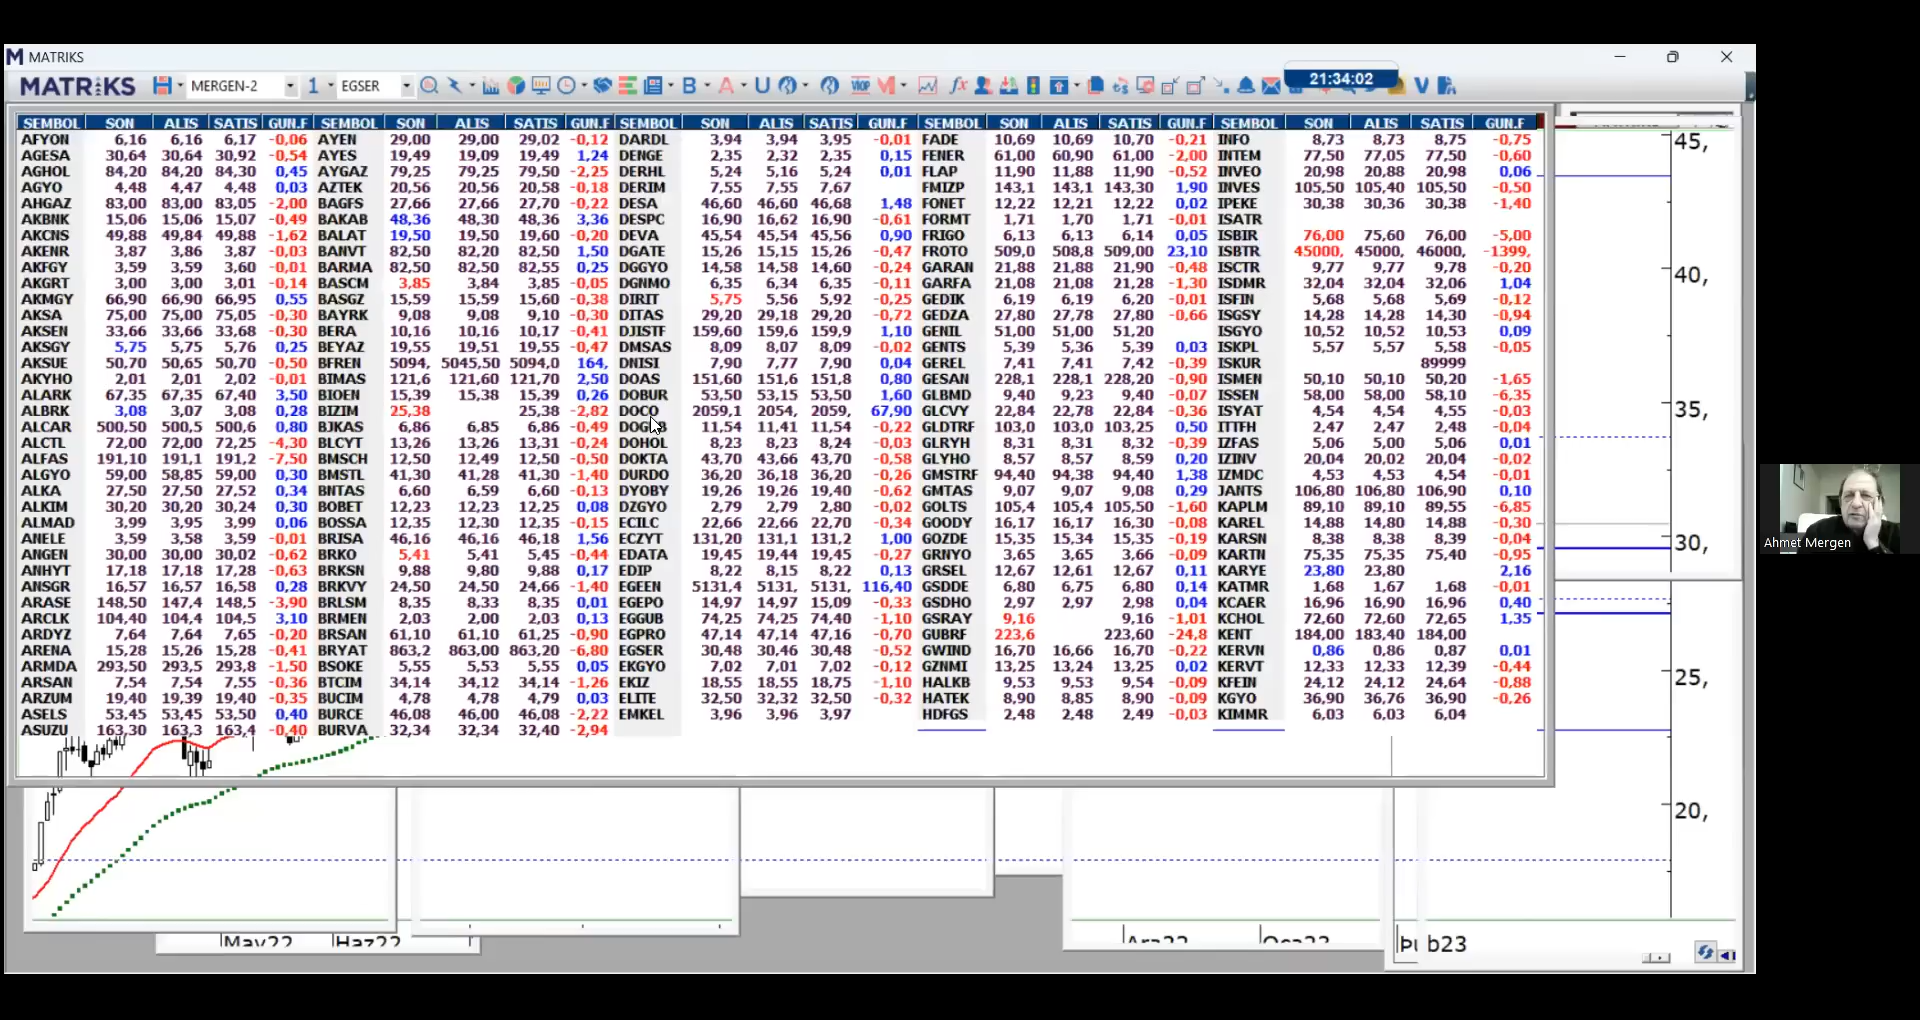 MATRIKS
MATRIKS MERGEN-2 1 EGSER B A U VIOP M fx V 21:34:02
SEMBOL SON ALIS SATIS GUN.F SEMBOL SON ALIS SATIS GUN.F SEMBOL SON ALIS SATIS GUN.F SEMBOL SON ALIS SATIS GUN.F SEMBOL SON ALIS SATIS GUN.F
AFYON 6,16 6,16 6,17 -0,06 AYEN 29,00 29,00 29,02 -0,12 DARDL 3,94 3,94 3,95 -0,01 FADE 10,69 10,69 10,70 -0,21 INFO 8,73 8,73 8,75 -0,75
AGESA 30,64 30,64 30,92 -0,54 AYES 19,49 19,09 19,49 1,24 DENGE 2,35 2,32 2,35 0,15 FENER 61,00 60,90 61,00 -2,00 INTEM 77,50 77,05 77,50 -0,60
AGHOL 84,20 84,20 84,30 0,45 AYGAZ 79,25 79,25 79,50 -2,25 DERHL 5,24 5,16 5,24 0,01 FLAP 11,90 11,88 11,90 -0,52 INVEO 20,98 20,88 20,98 0,06
AGYO 4,48 4,47 4,48 0,03 AZTEK 20,56 20,56 20,58 -0,18 DERIM 7,55 7,55 7,67 FMIZP 143,1 143,1 143,30 1,90 INVES 105,50 105,40 105,50 -0,50
AHGAZ 83,00 83,00 83,05 -2,00 BAGFS 27,66 27,66 27,70 -0,22 DESA 46,60 46,60 46,68 1,48 FONET 12,22 12,21 12,22 0,02 IPEKE 30,38 30,36 30,38 -1,40
AKBNK 15,06 15,06 15,07 -0,49 BAKAB 48,36 48,30 48,36 3,36 DESPC 16,90 16,62 16,90 -0,61 FORMT 1,71 1,70 1,71 -0,01 ISATR
AKCNS 49,88 49,84 49,88 -1,62 BALAT 19,50 19,50 19,60 -0,20 DEVA 45,54 45,54 45,56 0,90 FRIGO 6,13 6,13 6,14 0,05 ISBIR 76,00 75,60 76,00 -5,00
AKENR 3,87 3,86 3,87 -0,03 BANVT 82,50 82,20 82,50 1,50 DGATE 15,26 15,15 15,26 -0,47 FROTO 509,0 508,8 509,00 23,10 ISBTR 45000, 45000, 46000, -1399,
AKFGY 3,59 3,59 3,60 -0,01 BARMA 82,50 82,50 82,55 0,25 DGGYO 14,58 14,58 14,60 -0,24 GARAN 21,88 21,88 21,90 -0,48 ISCTR 9,77 9,77 9,78 -0,20
AKGRT 3,00 3,00 3,01 -0,14 BASCM 3,85 3,84 3,85 -0,05 DGNMO 6,35 6,34 6,35 -0,11 GARFA 21,08 21,08 21,28 -1,30 ISDMR 32,04 32,04 32,06 1,04
AKMGY 66,90 66,90 66,95 0,55 BASGZ 15,59 15,59 15,60 -0,38 DIRIT 5,75 5,56 5,92 -0,25 GEDIK 6,19 6,19 6,20 -0,01 ISFIN 5,68 5,68 5,69 -0,12
AKSA 75,00 75,00 75,05 -0,30 BAYRK 9,08 9,08 9,10 -0,30 DITAS 29,20 29,18 29,20 -0,72 GEDZA 27,80 27,78 27,80 -0,66 ISGSY 14,28 14,28 14,30 -0,94
AKSEN 33,66 33,66 33,68 -0,30 BERA 10,16 10,16 10,17 -0,41 DJISTF 159,60 159,6 159,9 1,10 GENIL 51,00 51,00 51,20 ISGYO 10,52 10,52 10,53 0,09
AKSGY 5,75 5,75 5,76 0,25 BEYAZ 19,55 19,51 19,55 -0,47 DMSAS 8,09 8,07 8,09 -0,02 GENTS 5,39 5,36 5,39 0,03 ISKPL 5,57 5,57 5,58 -0,05
AKSUE 50,70 50,65 50,70 -0,50 BFREN 5094, 5045,50 5094,0 164, DNISI 7,90 7,77 7,90 0,04 GEREL 7,41 7,41 7,42 -0,39 ISKUR 89999
AKYHO 2,01 2,01 2,02 -0,01 BIMAS 121,6 121,60 121,70 2,50 DOAS 151,60 151,6 151,8 0,80 GESAN 228,1 228,1 228,20 -0,90 ISMEN 50,10 50,10 50,20 -1,65
ALARK 67,35 67,35 67,40 3,50 BIOEN 15,39 15,38 15,39 0,26 DOBUR 53,50 53,15 53,50 1,60 GLBMD 9,40 9,23 9,40 -0,07 ISSEN 58,00 58,00 58,10 -6,35
ALBRK 3,08 3,07 3,08 0,28 BIZIM 25,38 25,38 -2,82 DOCO 2059,1 2054, 2059, 67,90 GLCVY 22,84 22,78 22,84 -0,36 ISYAT 4,54 4,54 4,55 -0,03
ALCAR 500,50 500,5 500,6 0,80 BJKAS 6,86 6,85 6,86 -0,49 11,54 11,41 11,54 -0,22 GLDTRF 103,0 103,0 103,25 0,50 ITTFH 2,47 2,47 2,48 -0,04
ALCTL 72,00 72,00 72,25 -4,30 BLCYT 13,26 13,26 13,31 -0,24 DOHOL 8,23 8,23 8,24 -0,03 GLRYH 8,31 8,31 8,32 -0,39 IZFAS 5,06 5,00 5,06 0,01
ALFAS 191,10 191,1 191,2 -7,50 BMSCH 12,50 12,49 12,50 -0,50 DOKTA 43,70 43,66 43,70 -0,58 GLYHO 8,57 8,57 8,59 0,20 IZINV 20,04 20,02 20,04 -0,02
ALGYO 59,00 58,85 59,00 0,30 BMSTL 41,30 41,28 41,30 -1,40 DURDO 36,20 36,18 36,20 -0,26 GMSTRF 94,40 94,38 94,40 1,38 IZMDC 4,53 4,53 4,54 -0,01
ALKA 27,50 27,50 27,52 0,34 BNTAS 6,60 6,59 6,60 -0,13 DYOBY 19,26 19,26 19,40 -0,62 GMTAS 9,07 9,07 9,08 0,29 JANTS 106,80 106,80 106,90 0,10
ALKIM 30,20 30,20 30,24 0,30 BOBET 12,23 12,23 12,25 0,08 DZGYO 2,79 2,79 2,80 -0,02 GOLTS 105,4 105,4 105,50 -1,60 KAPLM 89,10 89,10 89,55 -6,85
ALMAD 3,99 3,95 3,99 0,06 BOSSA 12,35 12,30 12,35 -0,15 ECILC 22,66 22,66 22,70 -0,34 GOODY 16,17 16,17 16,30 -0,08 KAREL 14,88 14,80 14,88 -0,30
ANELE 3,59 3,58 3,59 -0,01 BRISA 46,16 46,16 46,18 1,56 ECZYT 131,20 131,1 131,2 1,00 GOZDE 15,35 15,34 15,35 -0,19 KARSN 8,38 8,38 8,39 -0,04
ANGEN 30,00 30,00 30,02 -0,62 BRKO 5,41 5,41 5,45 -0,44 EDATA 19,45 19,44 19,45 -0,27 GRNYO 3,65 3,65 3,66 -0,09 KARTN 75,35 75,35 75,40 -0,95
ANHYT 17,18 17,18 17,28 -0,63 BRKSN 9,88 9,80 9,88 0,17 EDIP 8,22 8,15 8,22 0,13 GRSEL 12,67 12,61 12,67 0,11 KARYE 23,80 23,80 2,16
ANSGR 16,57 16,57 16,58 0,28 BRKVY 24,50 24,50 24,66 -1,40 EGEEN 5131,4 5131, 5131, 116,40 GSDDE 6,80 6,75 6,80 0,14 KATMR 1,68 1,67 1,68 -0,01
ARASE 148,50 147,4 148,5 -3,90 BRLSM 8,35 8,33 8,35 0,01 EGEPO 14,97 14,97 15,09 -0,33 GSDHO 2,97 2,97 2,98 0,04 KCAER 16,96 16,90 16,96 0,40
ARCLK 104,40 104,4 104,5 3,10 BRMEN 2,03 2,00 2,03 0,13 EGGUB 74,25 74,25 74,40 -1,10 GSRAY 9,16 9,16 -1,01 KCHOL 72,60 72,60 72,65 1,35
ARDYZ 7,64 7,64 7,65 -0,20 BRSAN 61,10 61,10 61,25 -0,90 EGPRO 47,14 47,14 47,16 -0,70 GUBRF 223,6 223,60 -24,8 KENT 184,00 183,40 184,00
ARENA 15,28 15,26 15,28 -0,41 BRYAT 863,2 863,00 863,20 -6,80 EGSER 30,48 30,46 30,48 -0,52 GWIND 16,70 16,66 16,70 -0,22 KERVN 0,86 0,86 0,87 0,01
ARMDA 293,50 293,5 293,8 -1,50 BSOKE 5,55 5,53 5,55 0,05 EKGYO 7,02 7,01 7,02 -0,12 GZNMI 13,25 13,24 13,25 0,02 KERVT 12,33 12,33 12,39 -0,44
ARSAN 7,54 7,54 7,55 -0,36 BTCIM 34,14 34,12 34,14 -1,26 EKIZ 18,55 18,55 18,75 -1,10 HALKB 9,53 9,53 9,54 -0,09 KFEIN 24,12 24,12 24,64 -0,88
ARZUM 19,40 19,39 19,40 -0,35 BUCIM 4,78 4,78 4,79 0,03 ELITE 32,50 32,32 32,50 -0,32 HATEK 8,90 8,85 8,90 -0,09 KGYO 36,90 36,76 36,90 -0,26
ASELS 53,45 53,45 53,50 0,40 BURCE 46,08 46,00 46,08 -2,22 EMKEL 3,96 3,96 3,97 HDFGS 2,48 2,48 2,49 -0,03 KIMMR 6,03 6,03 6,04
ASUZU 163,30 163,3 163,4 -0,40 BURVA 32,34 32,34 32,40 -2,94
45,
40,
35,
30,
25,
20,
May22 Haz22 Ara22 Oca23 Þu b23
Ahmet Mergen